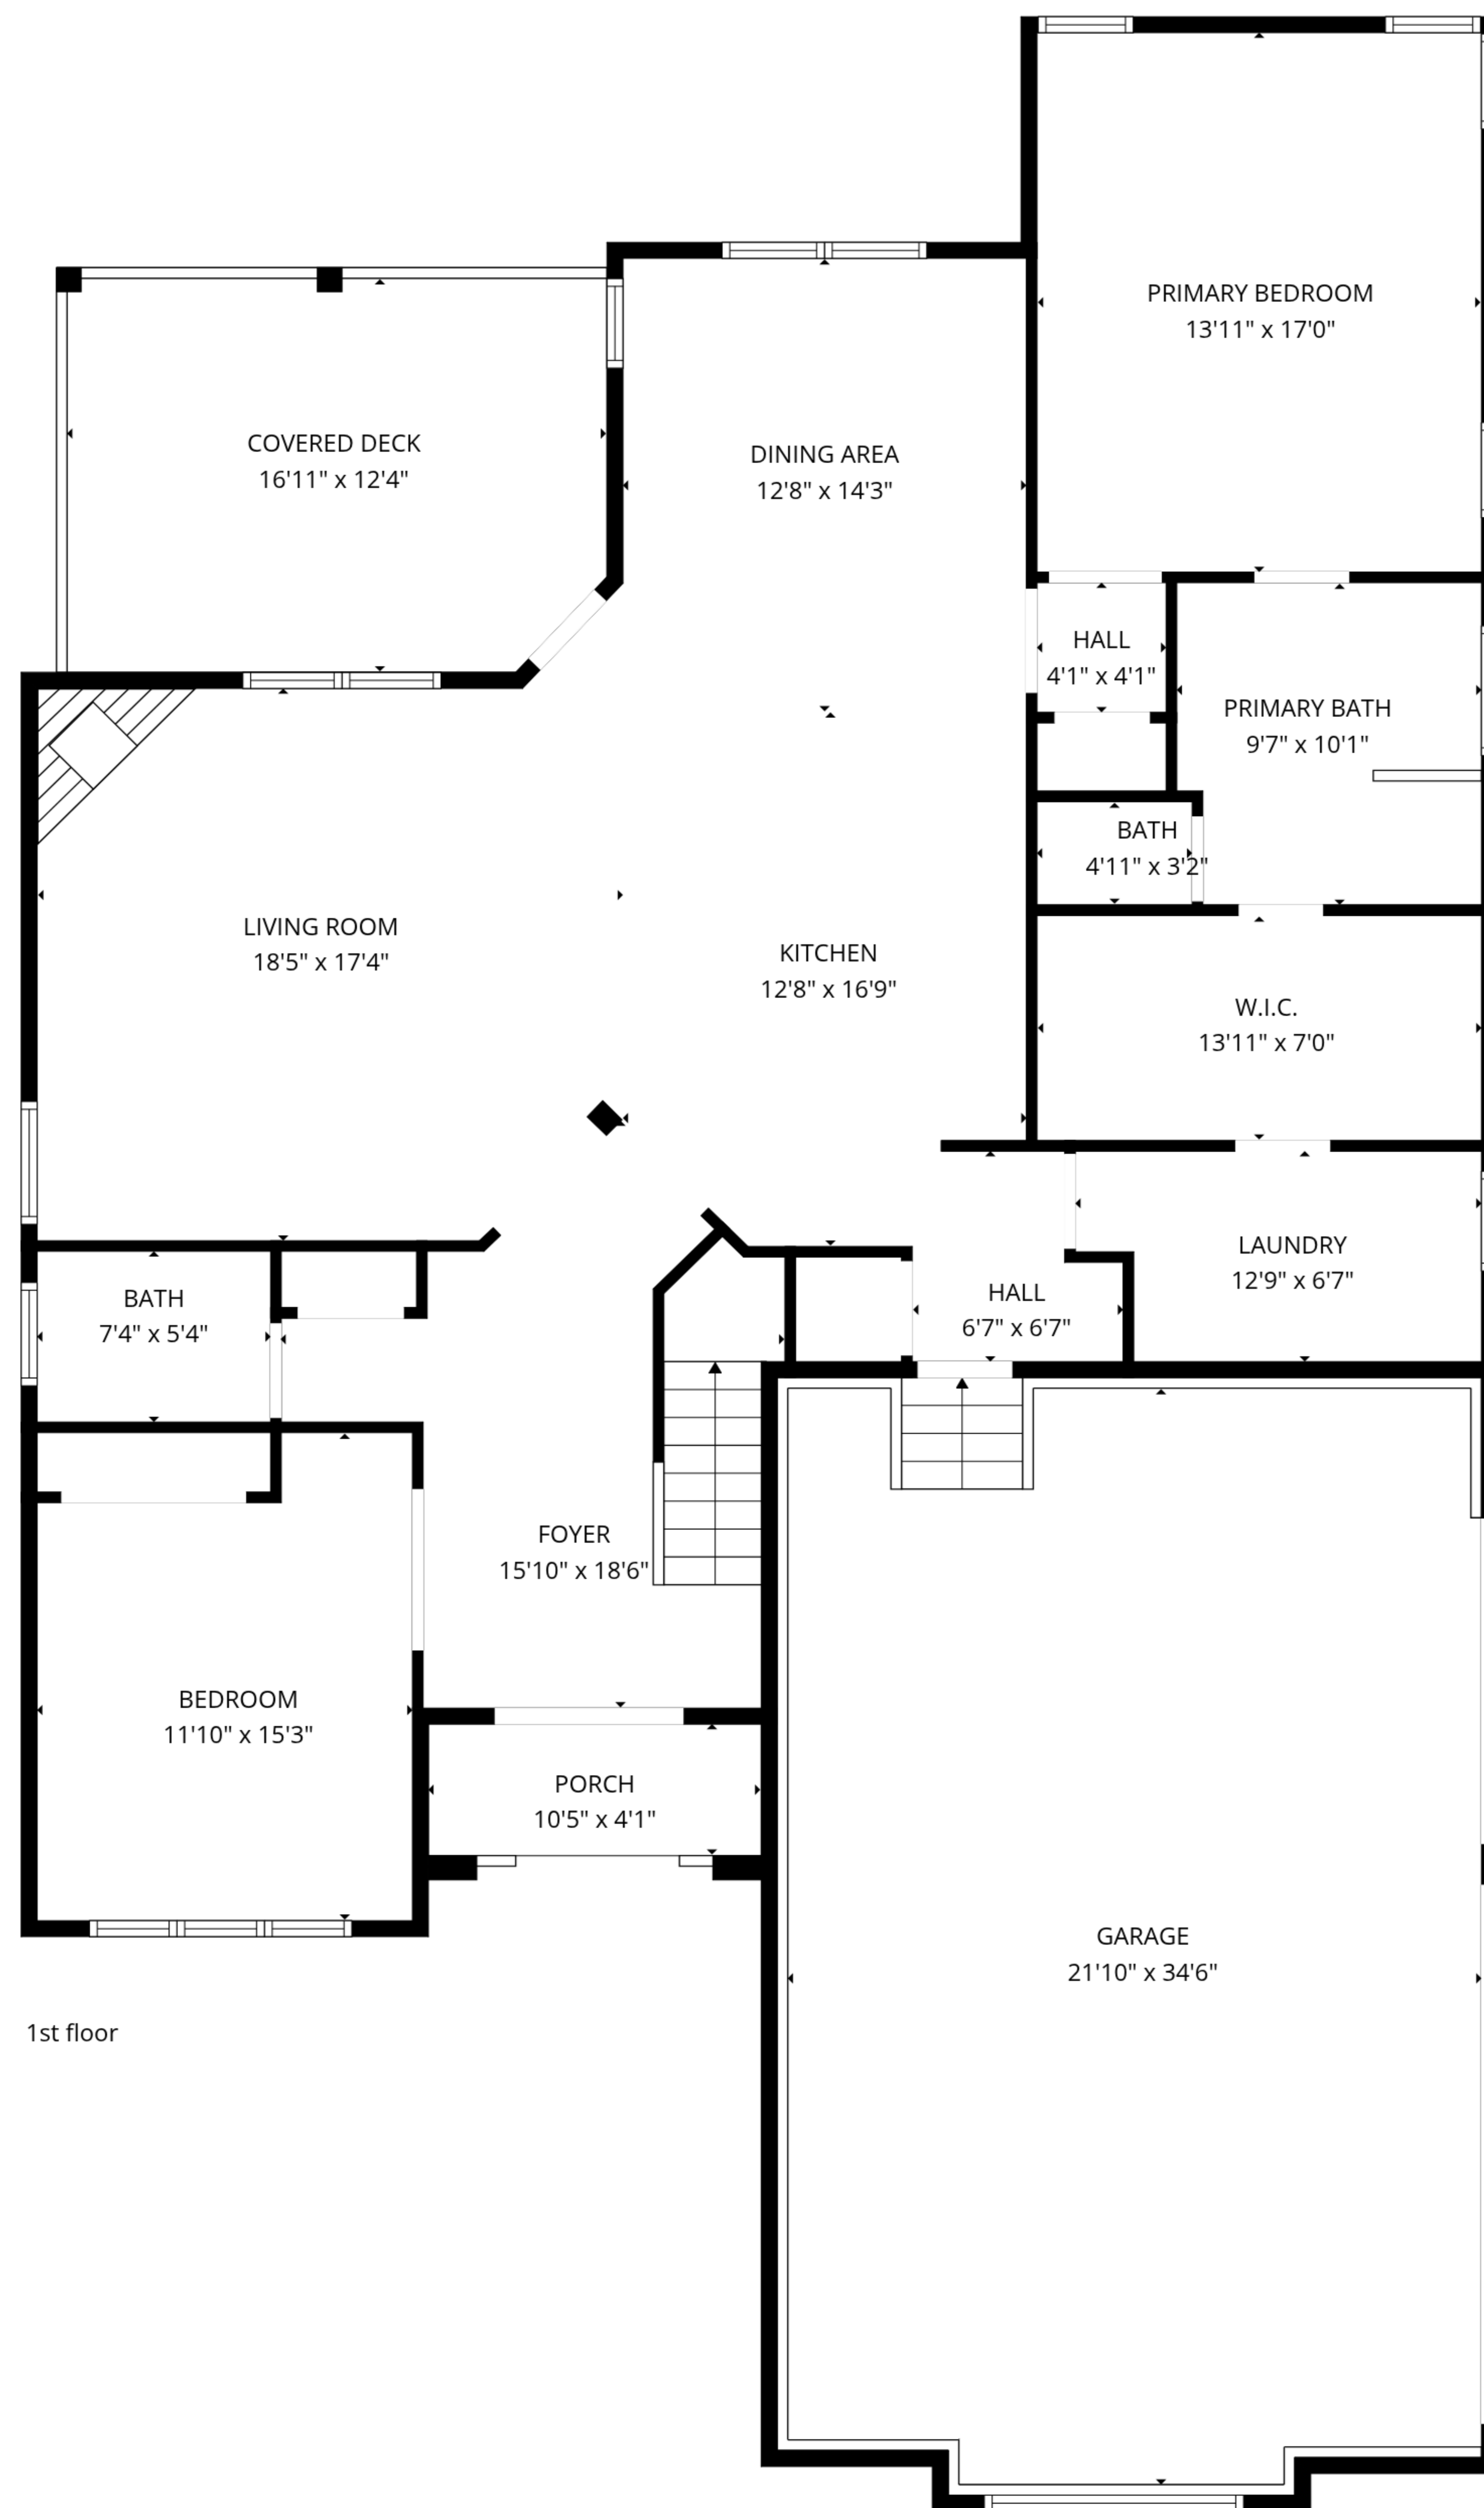 PRIMARY BEDROOM
13'11" x 17'0"
COVERED DECK
16'11" x 12'4"
DINING AREA
12'8" x 14'3"
HALL
4'1" x 4'1"
PRIMARY BATH
9'7" x 10'1"
BATH
4'11" x 3'2"
LIVING ROOM
18'5" x 17'4"
KITCHEN
12'8" x 16'9"
W.I.C.
13'11" x 7'0"
LAUNDRY
12'9" x 6'7"
BATH
7'4" x 5'4"
HALL
6'7" x 6'7"
FOYER
15'10" x 18'6"
BEDROOM
11'10" x 15'3"
PORCH
10'5" x 4'1"
GARAGE
21'10" x 34'6"
1st floor